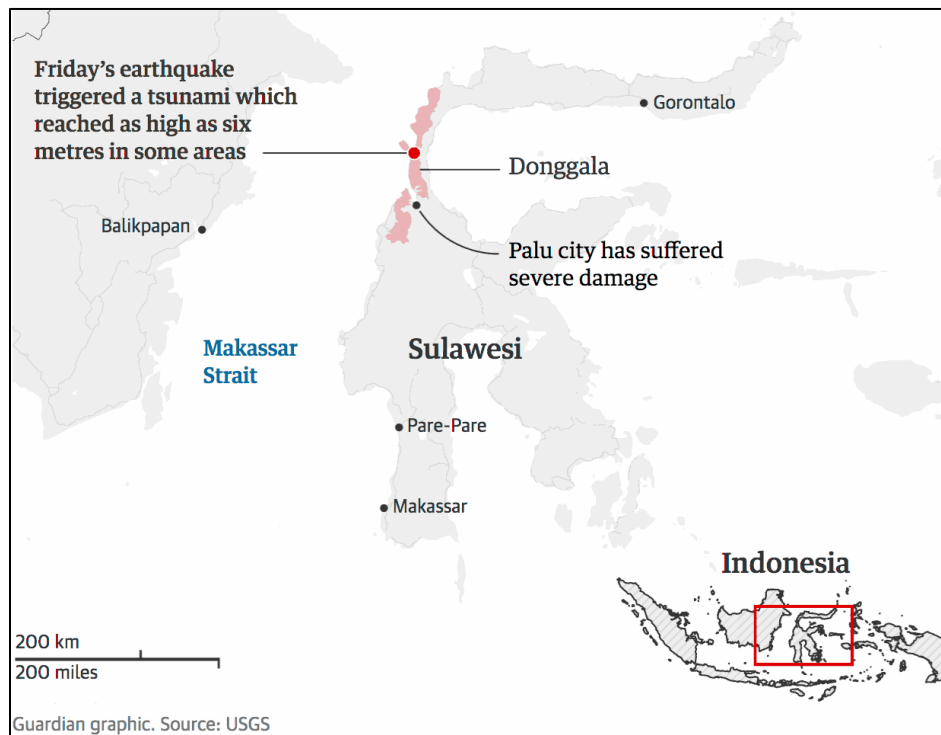 Friday’s earthquake
triggered a tsunami which
reached as high as six
metres in some areas
Gorontalo
Donggala
Balikpapan
Palu city has suffered
severe damage
Makassar
Strait
Sulawesi
Pare-Pare
Makassar
Indonesia
200 km
200 miles
Guardian graphic. Source: USGS